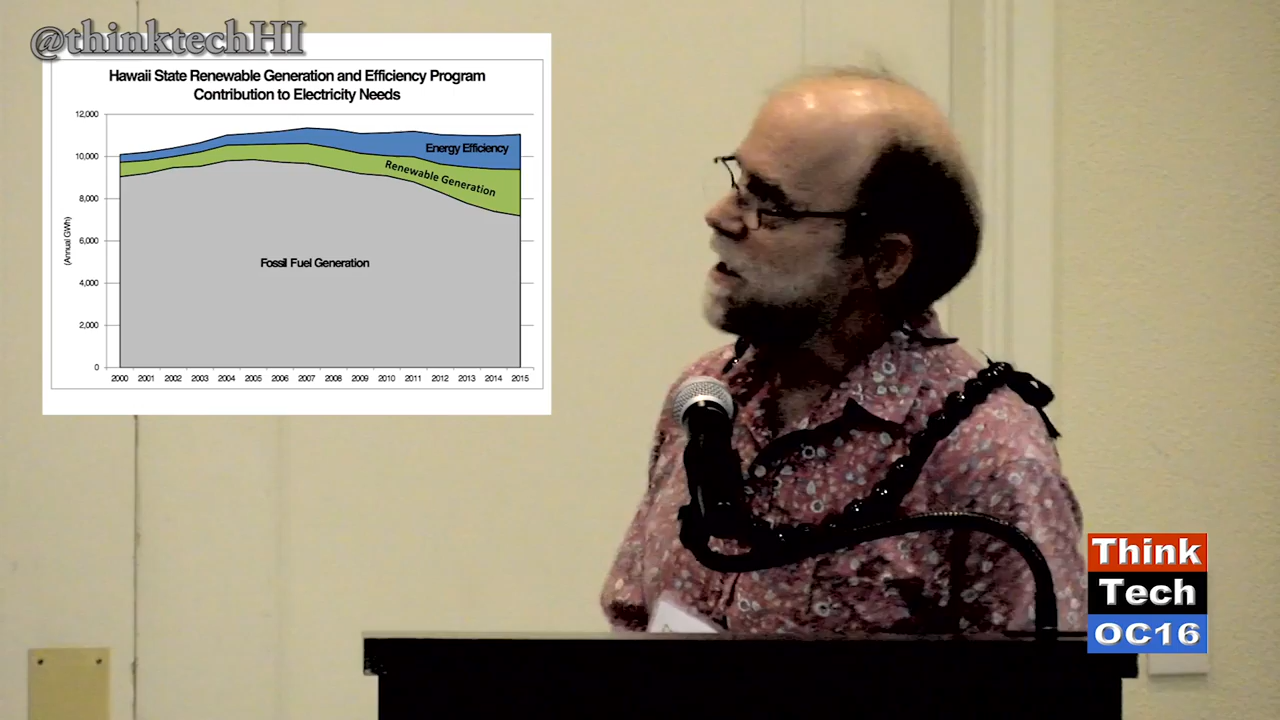 @thinktechHI
Hawaii State Renewable Generation and Efficiency Program
Contribution to Electricity Needs
12,000
10,000
8,000
6,000
4,000
2,000
0
(Annual GWh)
Energy Efficiency
Renewable Generation
Fossil Fuel Generation
2000 2001 2002 2003 2004 2005 2006 2007 2008 2009 2010 2011 2012 2013 2014 2015
Think
Tech
OC16